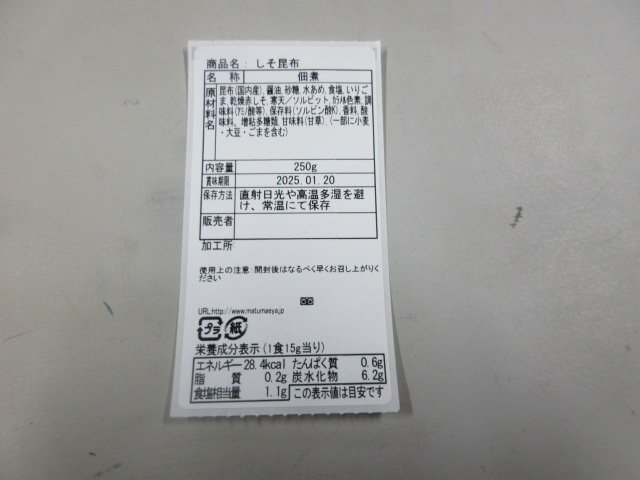 商品名: しそ昆布
名 称 佃煮
原材料名 昆布(国内産), 醤油, 砂糖, 水あめ, 食塩, いりご
ま, 乾燥赤しそ, 寒天／ソルビット, カラメル色素, 調
味料(アミノ酸等), 保存料(ソルビン酸K), 香料, 酸
味料、増粘多糖類, 甘味料(甘草), (一部に小麦
・大豆・ごまを含む)
内容量 250g
賞味期限 2025.01.20
保存方法 直射日光や高温多湿を避
け、常温にて保存
販売者
加工所:
使用上の注意 開封後はなるべく早くお召し上がりく
ださい
URL http://www.matumaeya.jp
プラ 紙
栄養成分表示 (1食15g当り)
エネルギー 28.4kcal たんぱく質 0.6g
脂 質 0.2g 炭水化物 6.2g
食塩相当量 1.1g この表示値は目安です